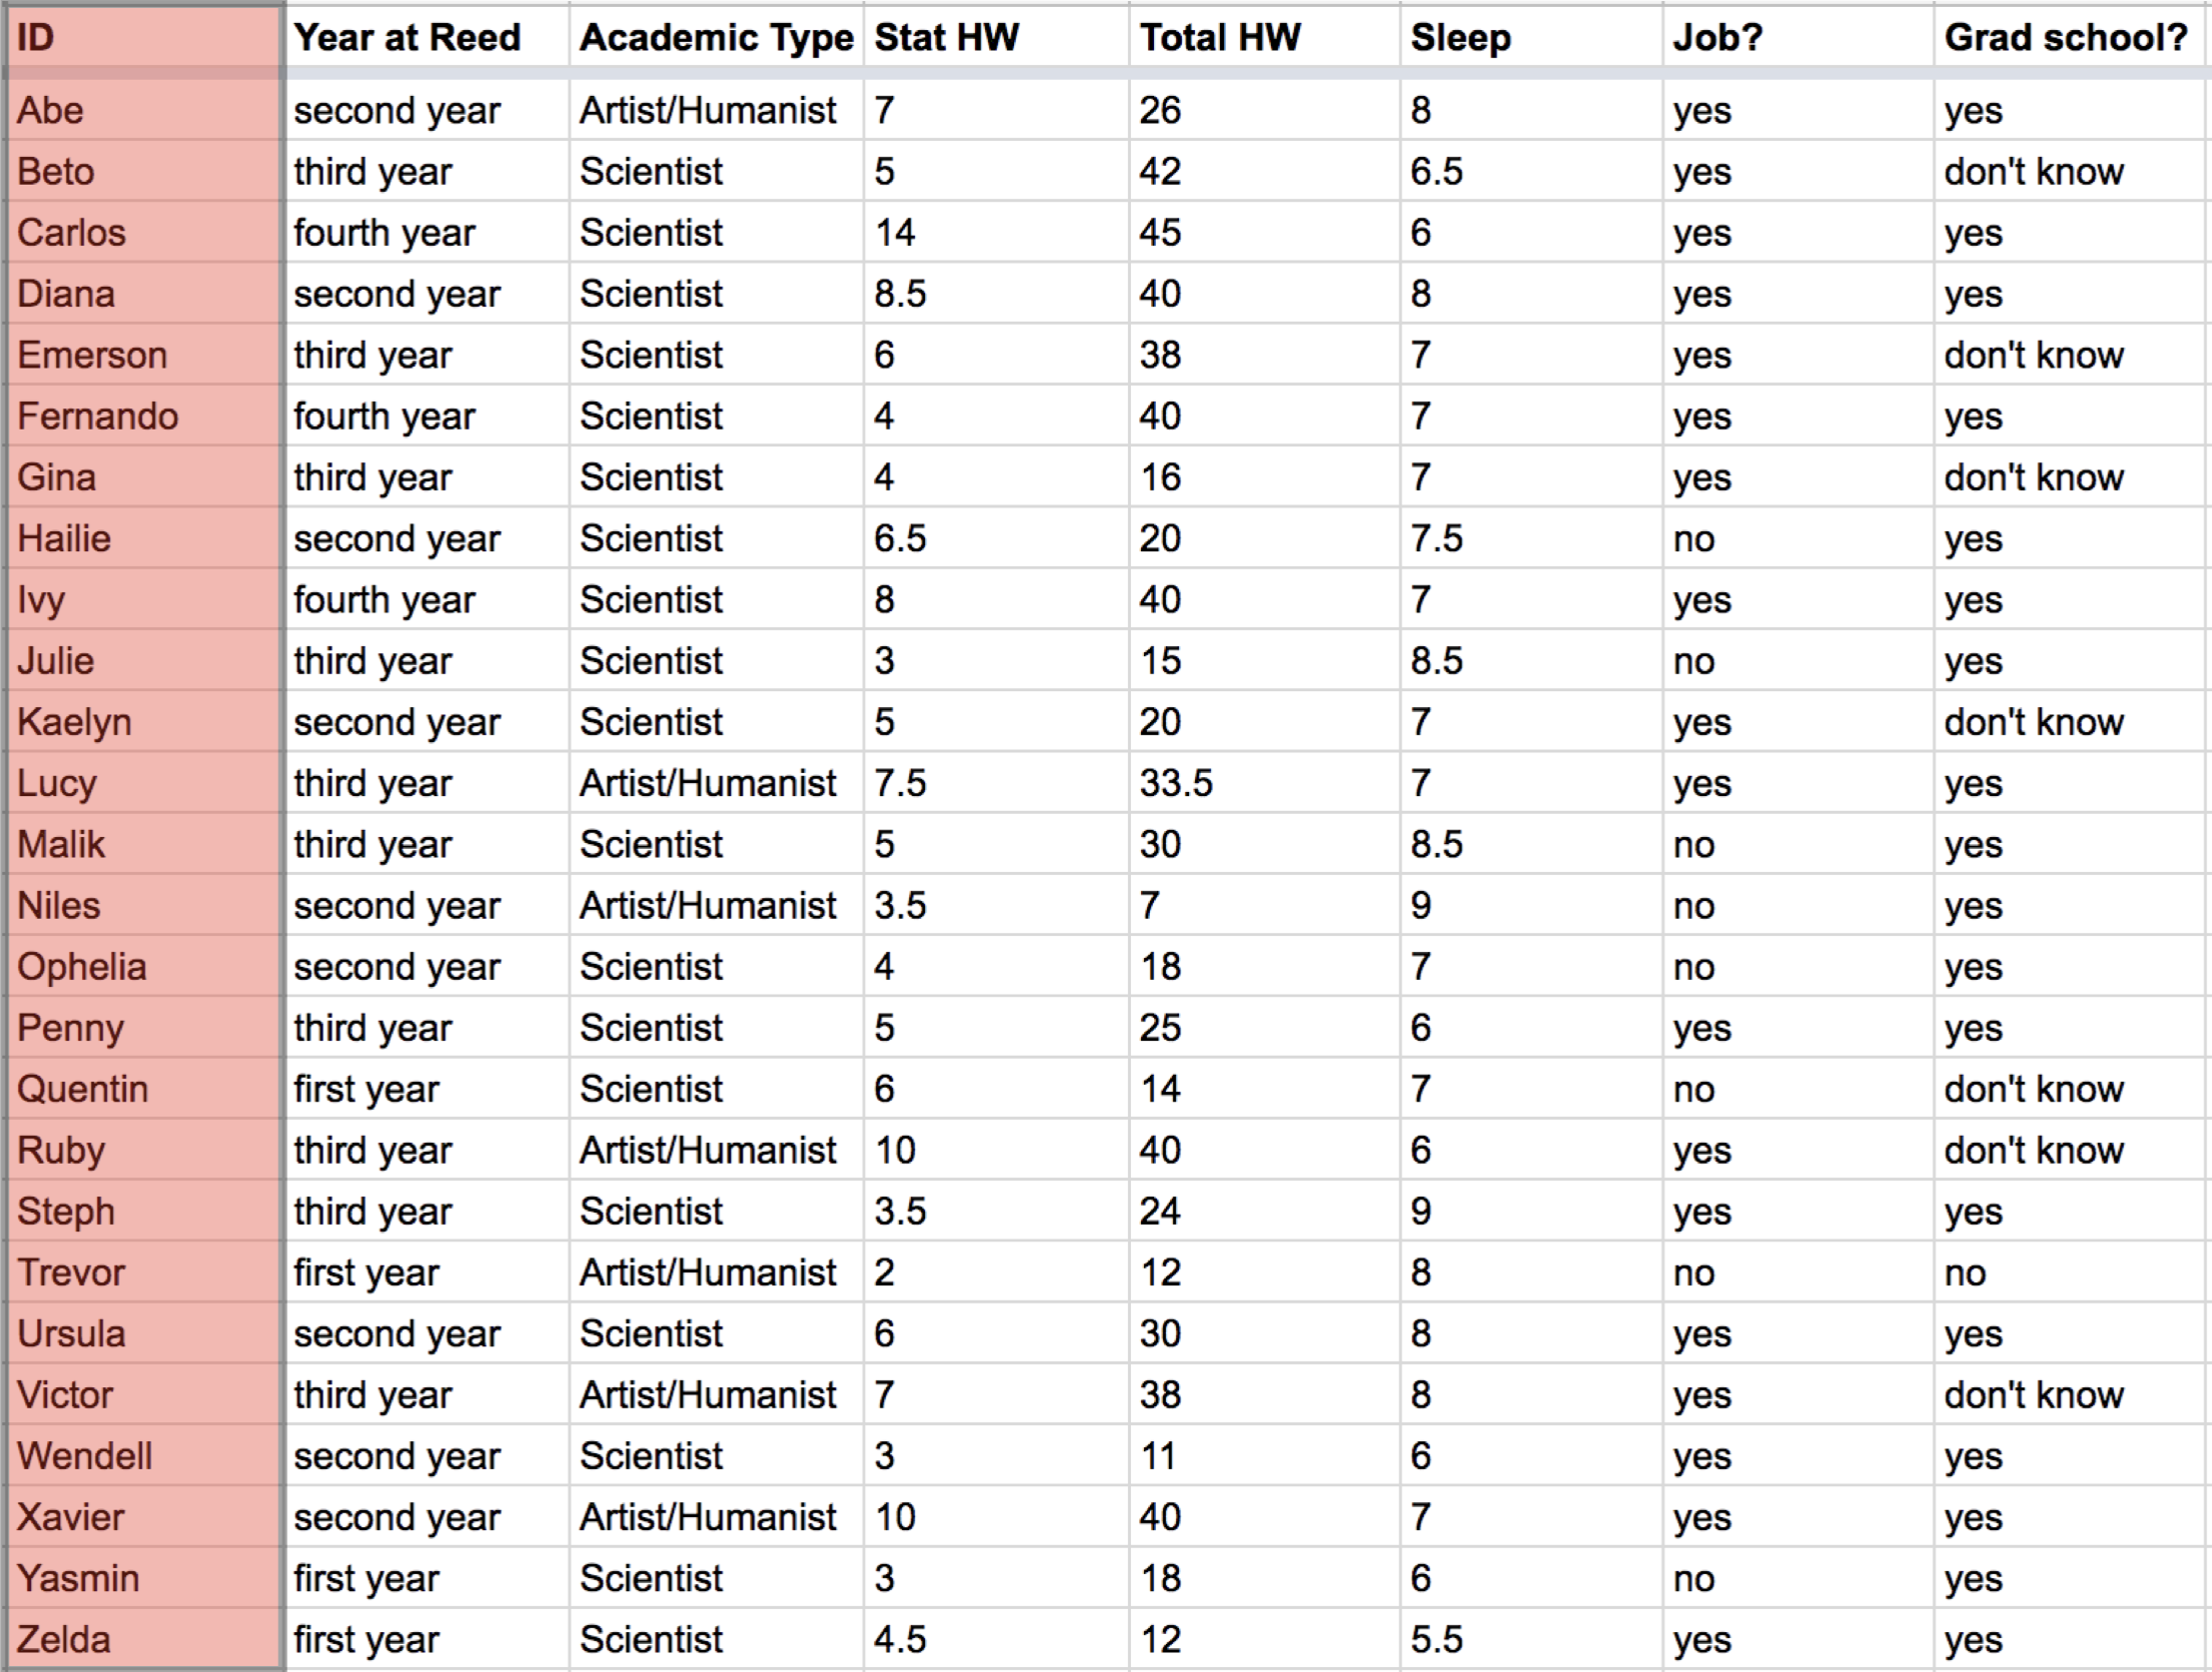 ID Year at Reed Academic Type Stat HW Total HW Sleep Job? Grad school?
Abe second year Artist/Humanist 7 26 8 yes yes
Beto third year Scientist 5 42 6.5 yes don't know
Carlos fourth year Scientist 14 45 6 yes yes
Diana second year Scientist 8.5 40 8 yes yes
Emerson third year Scientist 6 38 7 yes don't know
Fernando fourth year Scientist 4 40 7 yes yes
Gina third year Scientist 4 16 7 yes don't know
Hailie second year Scientist 6.5 20 7.5 no yes
Ivy fourth year Scientist 8 40 7 yes yes
Julie third year Scientist 3 15 8.5 no yes
Kaelyn second year Scientist 5 20 7 yes don't know
Lucy third year Artist/Humanist 7.5 33.5 7 yes yes
Malik third year Scientist 5 30 8.5 no yes
Niles second year Artist/Humanist 3.5 7 9 no yes
Ophelia second year Scientist 4 18 7 no yes
Penny third year Scientist 5 25 6 yes yes
Quentin first year Scientist 6 14 7 no don't know
Ruby third year Artist/Humanist 10 40 6 yes don't know
Steph third year Scientist 3.5 24 9 yes yes
Trevor first year Artist/Humanist 2 12 8 no no
Ursula second year Scientist 6 30 8 yes yes
Victor third year Artist/Humanist 7 38 8 yes don't know
Wendell second year Scientist 3 11 6 yes yes
Xavier second year Artist/Humanist 10 40 7 yes yes
Yasmin first year Scientist 3 18 6 no yes
Zelda first year Scientist 4.5 12 5.5 yes yes